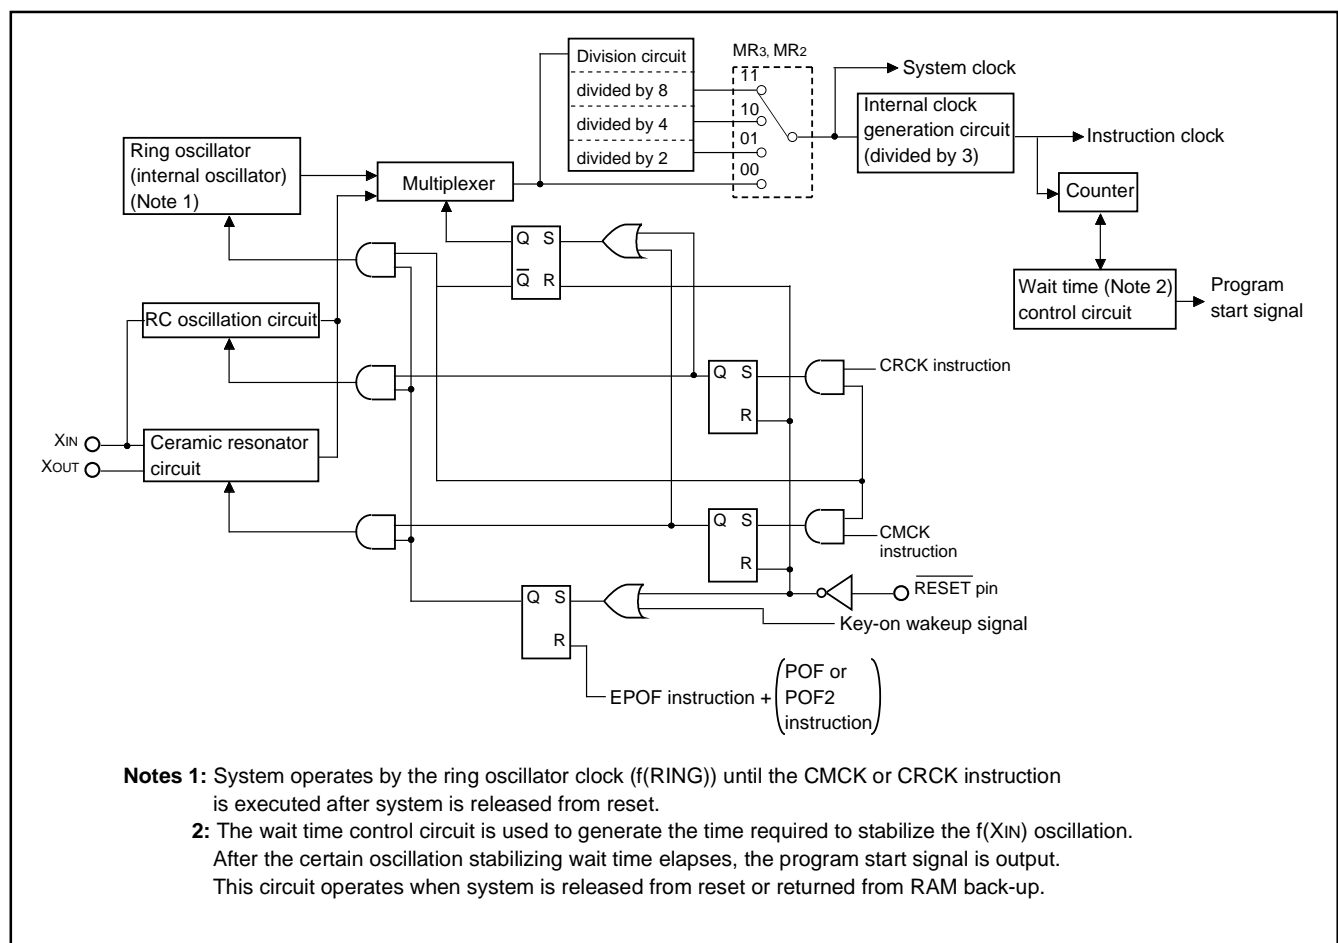 Division circuit
divided by 8
divided by 4
divided by 2
MR3, MR2
11
10
01
00
System clock
Internal clock
generation circuit
(divided by 3)
Instruction clock
Counter
Wait time (Note 2)
control circuit
Program
start signal
Ring oscillator
(internal oscillator)
(Note 1)
Multiplexer
Q S
Q̅ R
RC oscillation circuit
Q S
R
CRCK instruction
XIN
XOUT
Ceramic resonator
circuit
Q S
R
CMCK
instruction
R̅E̅S̅E̅T̅ pin
Q S
R
Key-on wakeup signal
EPOF instruction +
POF or
POF2
instruction
Notes 1: System operates by the ring oscillator clock (f(RING)) until the CMCK or CRCK instruction
is executed after system is released from reset.
2: The wait time control circuit is used to generate the time required to stabilize the f(XIN) oscillation.
After the certain oscillation stabilizing wait time elapses, the program start signal is output.
This circuit operates when system is released from reset or returned from RAM back-up.